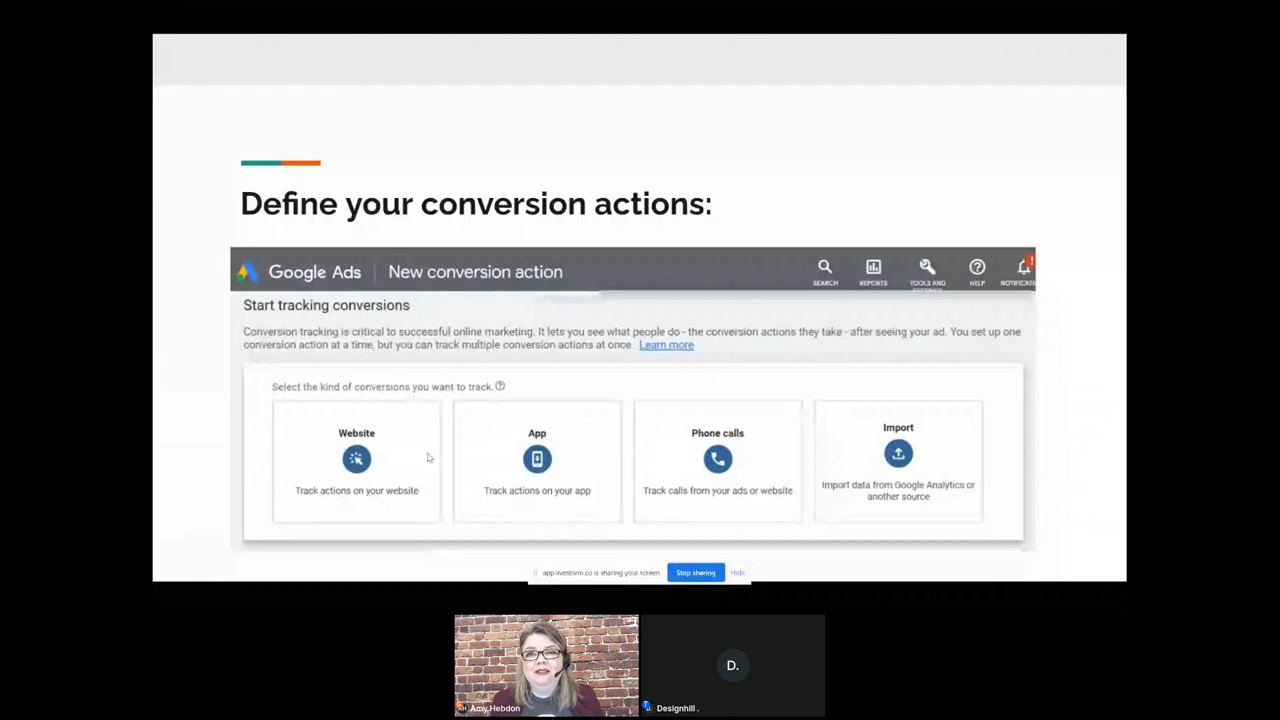 Define your conversion actions:
Google Ads
New conversion action
SEARCH
REPORTS
TOOLS AND
HELP
Start tracking conversions
Conversion tracking is critical to successful online marketing. It lets you see what people do - the conversion actions they take - after seeing your ad. You set up one
conversion action at a time, but you can track multiple conversion actions at once. Learn more
Select the kind of conversions you want to track.
Website
Track actions on your website
App
Track actions on your app
Phone calls
Track calls from your ads or website
Import
Import data from Google Analytics or
another source
app.livestorm.co is sharing your screen.
Stop sharing
Hide
D.
Amy Hebdon
Designhill .